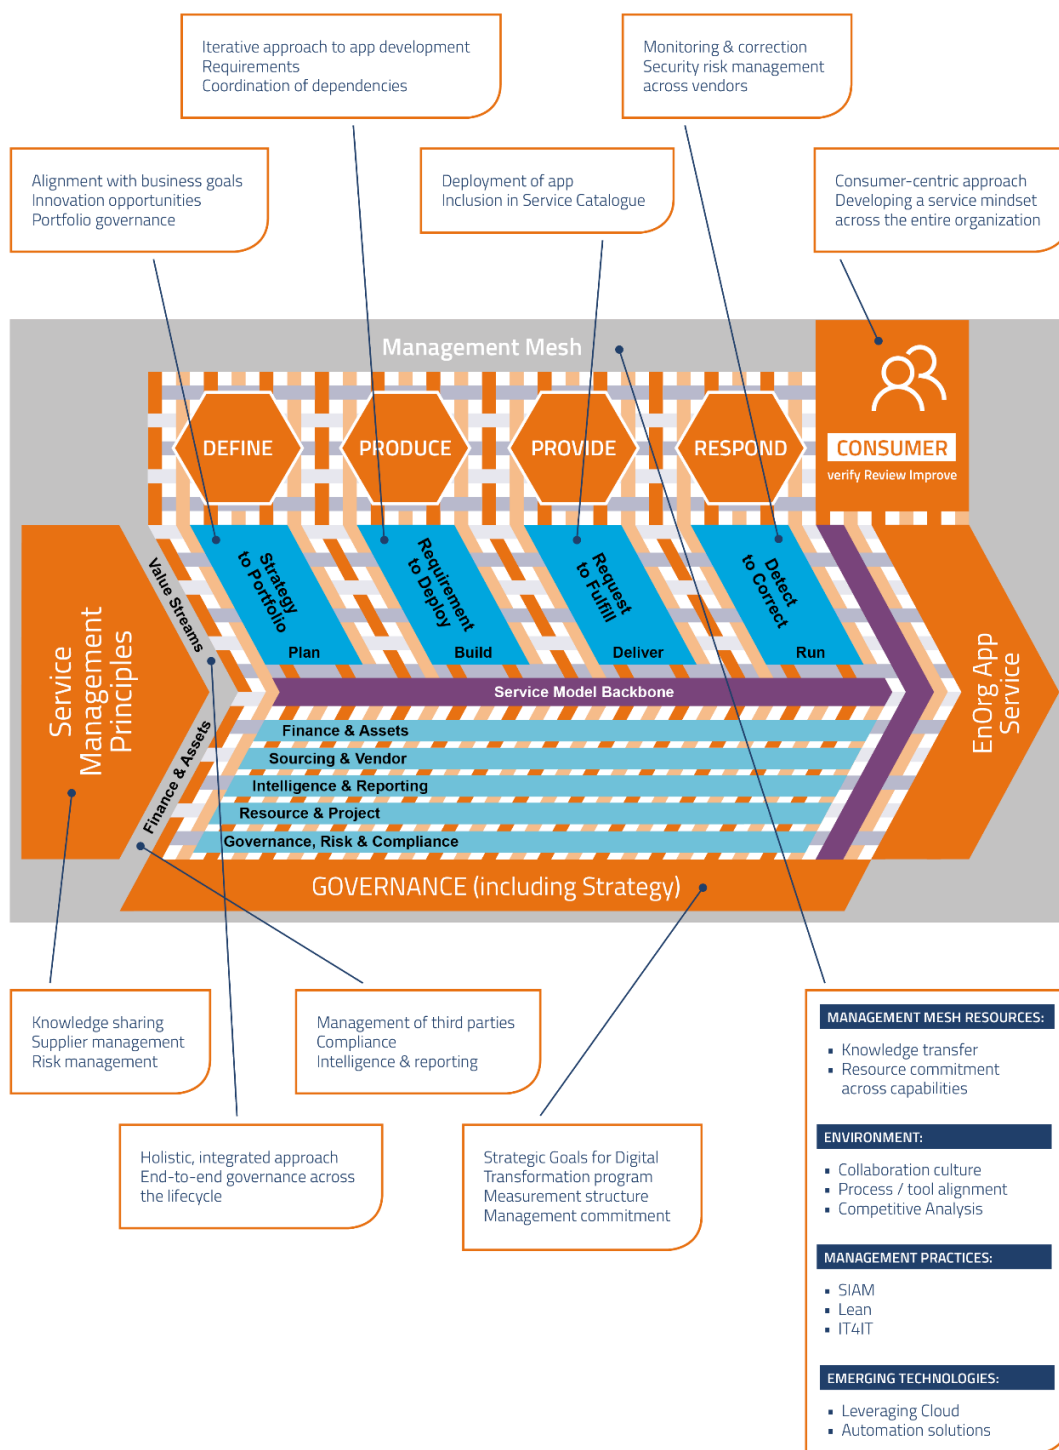 Iterative approach to app development
Requirements
Coordination of dependencies
Monitoring & correction
Security risk management
across vendors
Alignment with business goals
Innovation opportunities
Portfolio governance
Deployment of app
Inclusion in Service Catalogue
Consumer-centric approach
Developing a service mindset
across the entire organization
Management Mesh
DEFINE
PRODUCE
PROVIDE
RESPOND
CONSUMER
verify Review Improve
Service
Management
Principles
Value Streams
Finance & Assets
Strategy
to Portfolio
Plan
Requirement
to Deploy
Build
Request
to Fulfill
Deliver
Detect
to Correct
Run
Service Model Backbone
Finance & Assets
Sourcing & Vendor
Intelligence & Reporting
Resource & Project
Governance, Risk & Compliance
EnOrg App
Service
GOVERNANCE (including Strategy)
Knowledge sharing
Supplier management
Risk management
Management of third parties
Compliance
Intelligence & reporting
Holistic, integrated approach
End-to-end governance across
the lifecycle
Strategic Goals for Digital
Transformation program
Measurement structure
Management commitment
MANAGEMENT MESH RESOURCES:
▪ Knowledge transfer
▪ Resource commitment
across capabilities
ENVIRONMENT:
▪ Collaboration culture
▪ Process / tool alignment
▪ Competitive Analysis
MANAGEMENT PRACTICES:
▪ SIAM
▪ Lean
▪ IT4IT
EMERGING TECHNOLOGIES:
▪ Leveraging Cloud
▪ Automation solutions